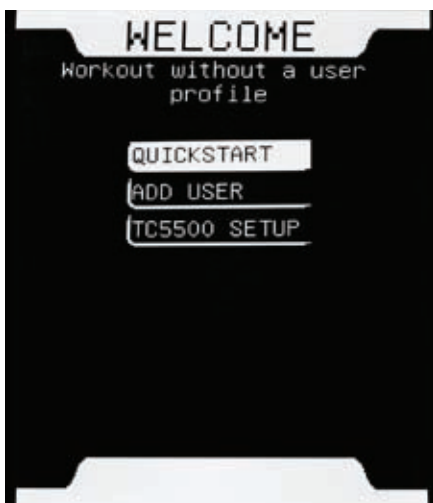 WELCOME
Workout without a user
profile
QUICKSTART
ADD USER
TC5500 SETUP